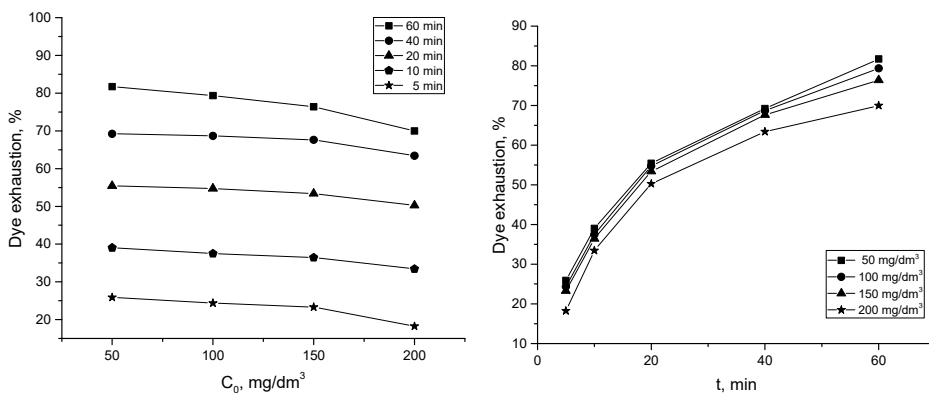 100
90
80
70
60
50
40
30
20
50
100
150
200
Dye exhaustion, %
C₀, mg/dm³
60 min
40 min
20 min
10 min
5 min
90
80
70
60
50
40
30
20
10
0
20
40
60
Dye exhaustion, %
t, min
50 mg/dm³
100 mg/dm³
150 mg/dm³
200 mg/dm³